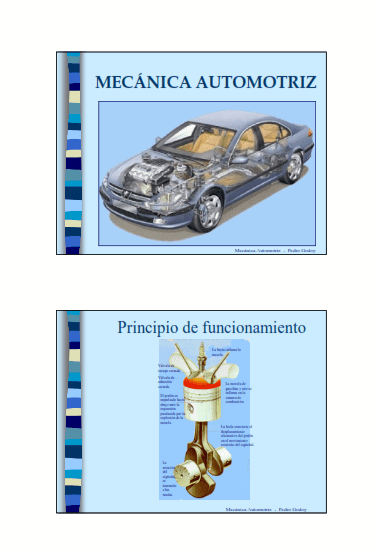 MECÁNICA AUTOMOTRIZ
Mecánica Automotriz - Pedro Godoy
Principio de funcionamiento
La bujía inflama la
mezcla
Válvula de
escape cerrada
Válvula de
admisión
cerrada
El pistón es
empujado hacia
abajo por la
expansión
producida por la
explosión de la
mezcla
La mezcla de
gasolina y aire se
inflama en la
cámara de
combustión
La biela convierte el
desplazamiento
alternativo del pistón
en el movimiento
rotatorio del cigüeñal
La
del
cigüeñal
se
a las
ruedas
Mecánica Automotriz - Pedro Godoy